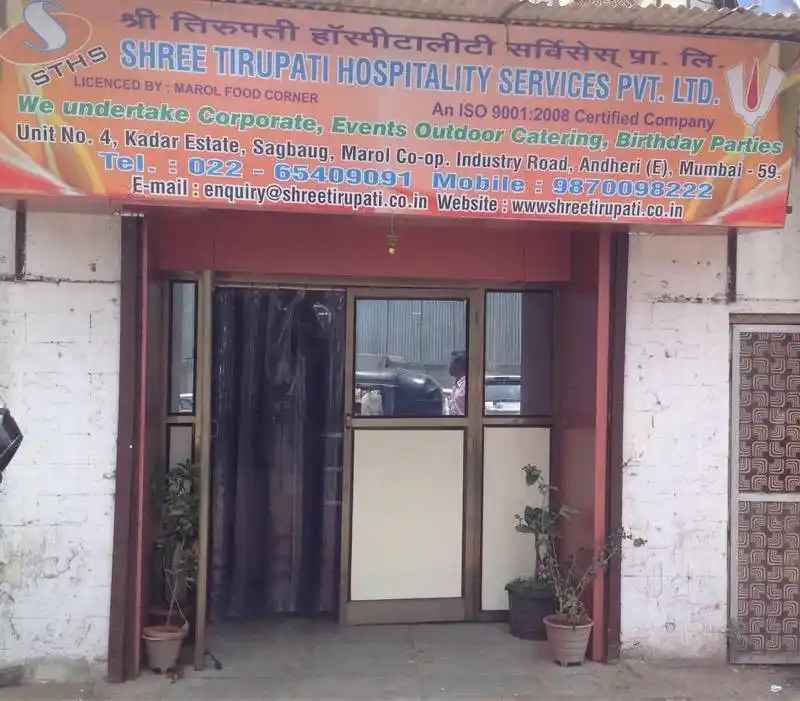 S
STHS
श्री तिरुपती हॉस्पीटालीटी सर्विसेस् प्रा. लि.
SHREE TIRUPATI HOSPITALITY SERVICES PVT. LTD.
LICENCED BY : MAROL FOOD CORNER
An ISO 9001:2008 Certified Company
We undertake Corporate, Events Outdoor Catering, Birthday Parties
Unit No. 4, Kadar Estate, Sagbaug, Marol Co-op. Industry Road, Andheri (E), Mumbai - 59.
Tel. : 022 - 65409091 Mobile : 9870098222
E-mail : enquiry@shreetirupati.co.in Website : wwwshreetirupati.co.in